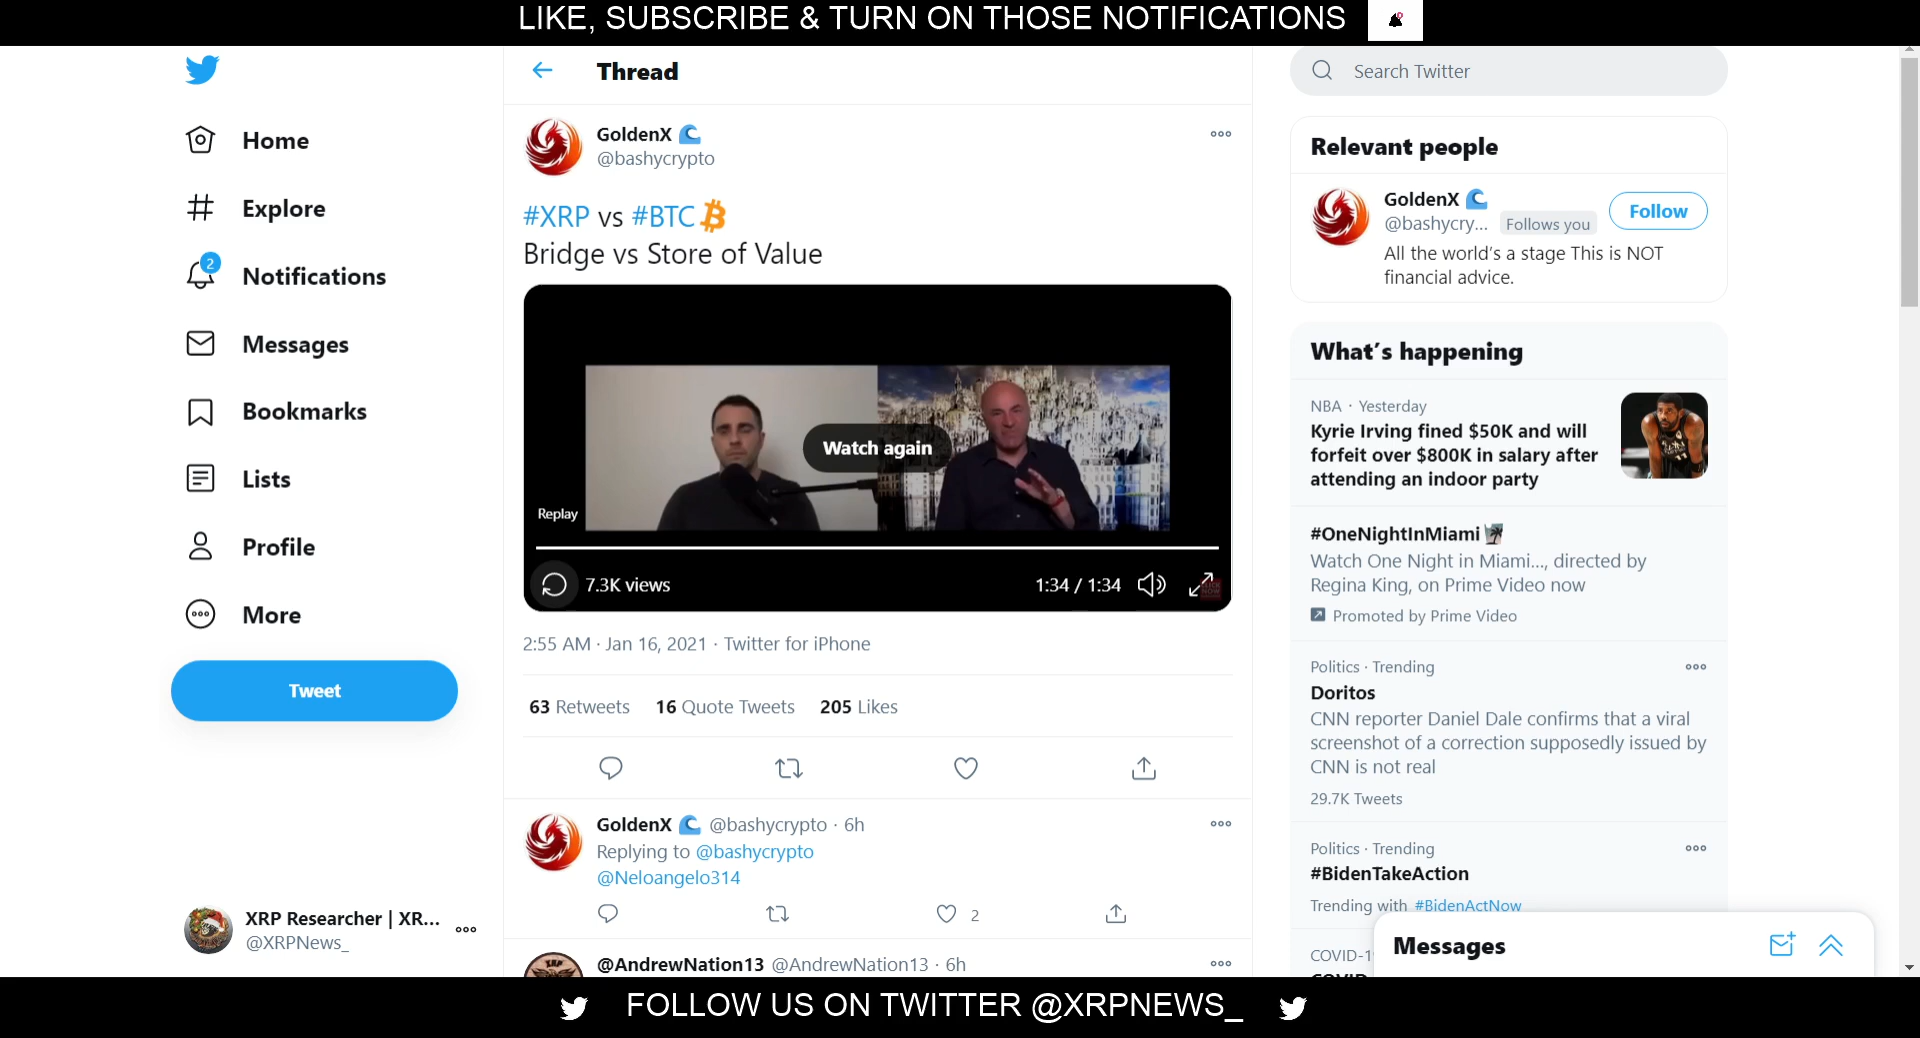 LIKE, SUBSCRIBE & TURN ON THOSE NOTIFICATIONS
Home
Explore
2
Notifications
Messages
Bookmarks
Lists
Profile
More
Tweet
XRP Researcher | XR...
@XRPNews_
Thread
GoldenX
@bashycrypto
#XRP vs #BTC
Bridge vs Store of Value
Watch again
Replay
7.3K views
1:34 / 1:34
2:55 AM · Jan 16, 2021 · Twitter for iPhone
63 Retweets 16 Quote Tweets 205 Likes
GoldenX @bashycrypto · 6h
Replying to @bashycrypto
@Neloangelo314
2
@AndrewNation13 @AndrewNation13 · 6h
Search Twitter
Relevant people
GoldenX
@bashycry... Follows you
Follow
All the world's a stage This is NOT
financial advice.
What's happening
NBA · Yesterday
Kyrie Irving fined $50K and will
forfeit over $800K in salary after
attending an indoor party
#OneNightInMiami
Watch One Night in Miami..., directed by
Regina King, on Prime Video now
Promoted by Prime Video
Politics · Trending
Doritos
CNN reporter Daniel Dale confirms that a viral
screenshot of a correction supposedly issued by
CNN is not real
29.7K Tweets
Politics · Trending
#BidenTakeAction
Trending with #BidenActNow
COVID-1
COVID
Messages
FOLLOW US ON TWITTER @XRPNEWS_